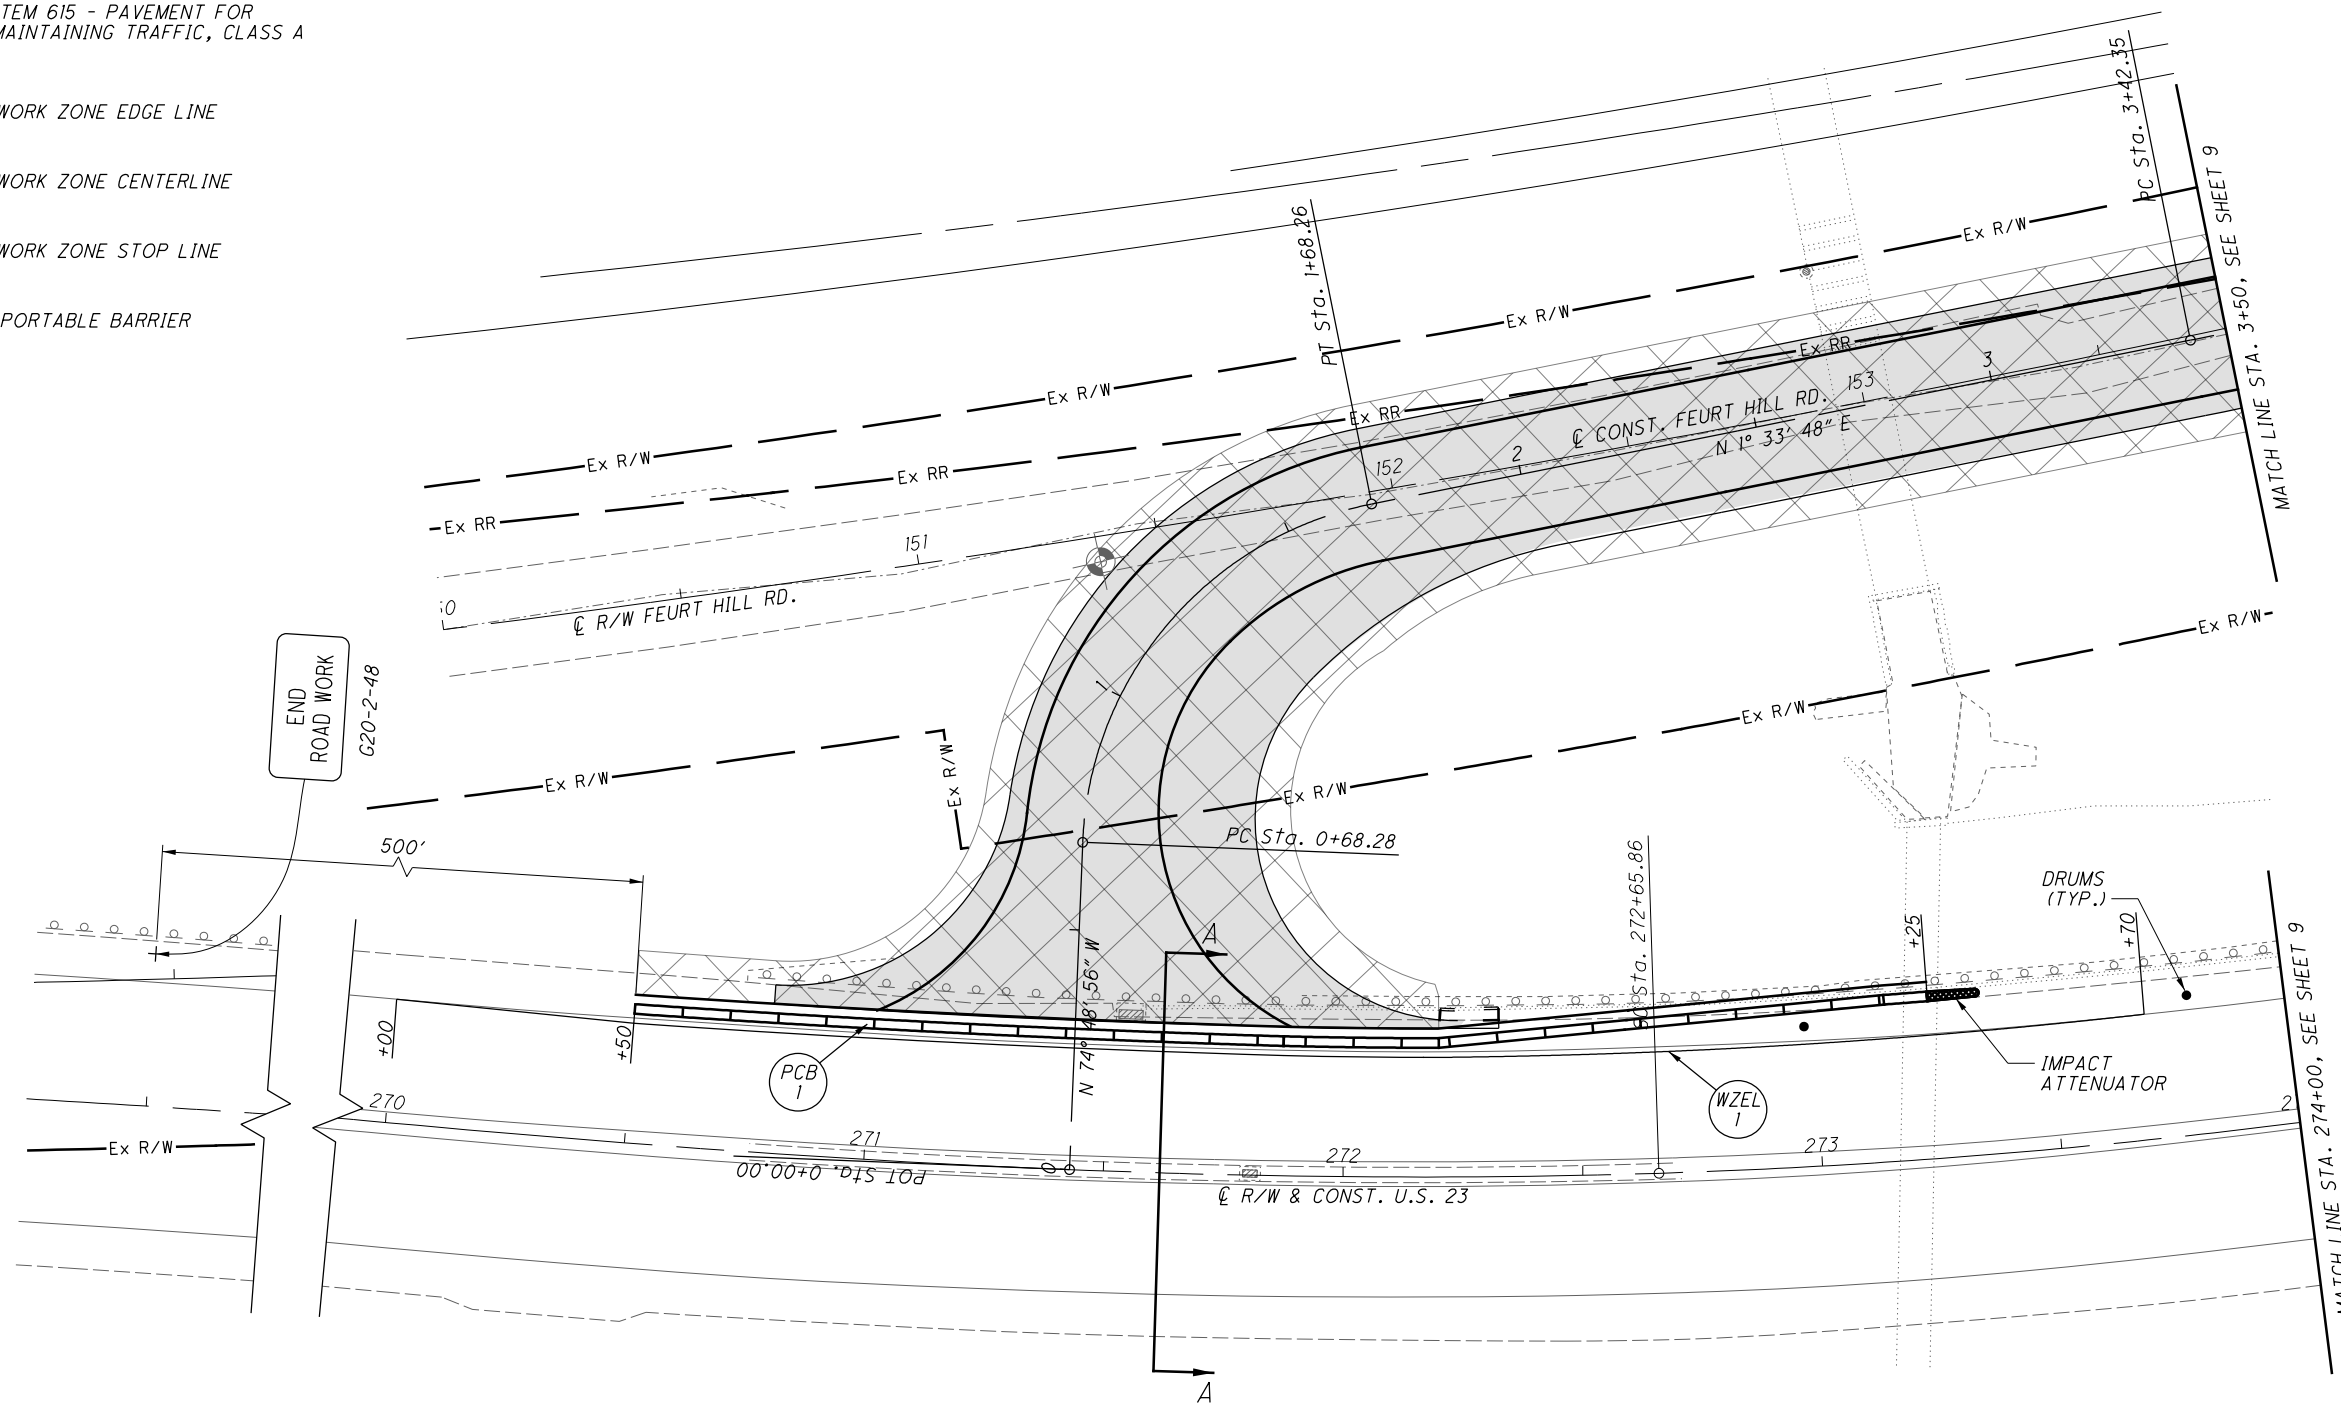 TEM 615 - PAVEMENT FOR
MAINTAINING TRAFFIC, CLASS A
WORK ZONE EDGE LINE
WORK ZONE CENTERLINE
WORK ZONE STOP LINE
PORTABLE BARRIER
PC Sta. 3+42.35
MATCH LINE STA. 3+50, SEE SHEET 9
PT Sta. 1+68.26
Ex R/W
Ex R/W
Ex R/W
Ex R/W
Ex RR
Ex RR
Ex RR
Ex RR
3
153
℄ CONST. FEURT HILL RD.
N 1° 33' 48" E
2
152
151
℄ R/W FEURT HILL RD.
1
END
ROAD WORK
G20-2-48
Ex R/W
Ex R/W
Ex R/W
Ex R/W
Ex R/W
500'
PC Sta. 0+68.28
272+65.86
DRUMS
(TYP.)
+25
+70
A
N 74° 48' 56" W
+00
+50
PCB
1
WZEL
1
IMPACT
ATTENUATOR
MATCH LINE STA. 274+00, SEE SHEET 9
270
271
272
273
2
Ex R/W
0
POT Sta. 0+00.00
℄ R/W & CONST. U.S. 23
A